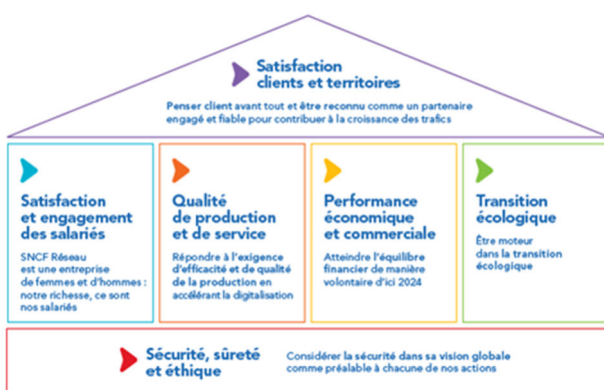 Satisfaction
clients et territoires
Penser client avant tout et être reconnu comme un partenaire
engagé et fiable pour contribuer à la croissance des trafics
Satisfaction
et engagement
des salariés
SNCF Réseau
est une entreprise
de femmes et d'hommes :
notre richesse, ce sont
nos salariés
Qualité
de production
et de service
Répondre à l'exigence
d'efficacité et de qualité
de la production en
accélérant la digitalisation
Performance
économique
et commerciale
Atteindre l'équilibre
financier de manière
volontaire d'ici 2024
Transition
écologique
Être moteur
dans la transition
écologique
Sécurité, sûreté
et éthique
Considérer la sécurité dans sa vision globale
comme préalable à chacune de nos actions